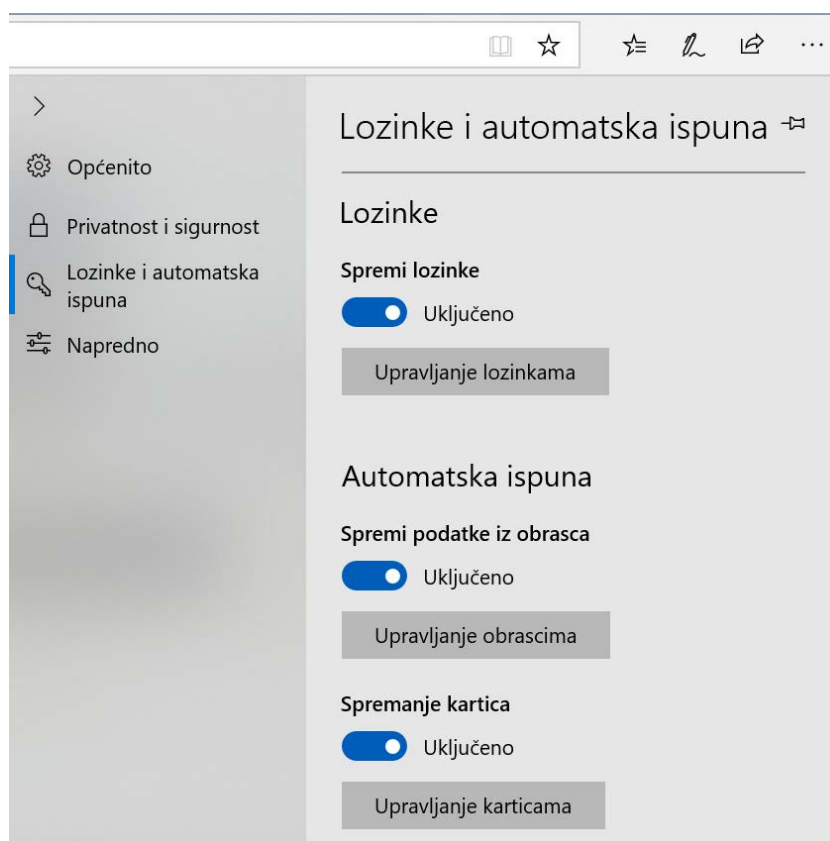 Općenito
Privatnost i sigurnost
Lozinke i automatska
ispuna
Napredno
Lozinke i automatska ispuna
Lozinke
Spremi lozinke
Uključeno
Upravljanje lozinkama
Automatska ispuna
Spremi podatke iz obrasca
Uključeno
Upravljanje obrascima
Spremanje kartica
Uključeno
Upravljanje karticama